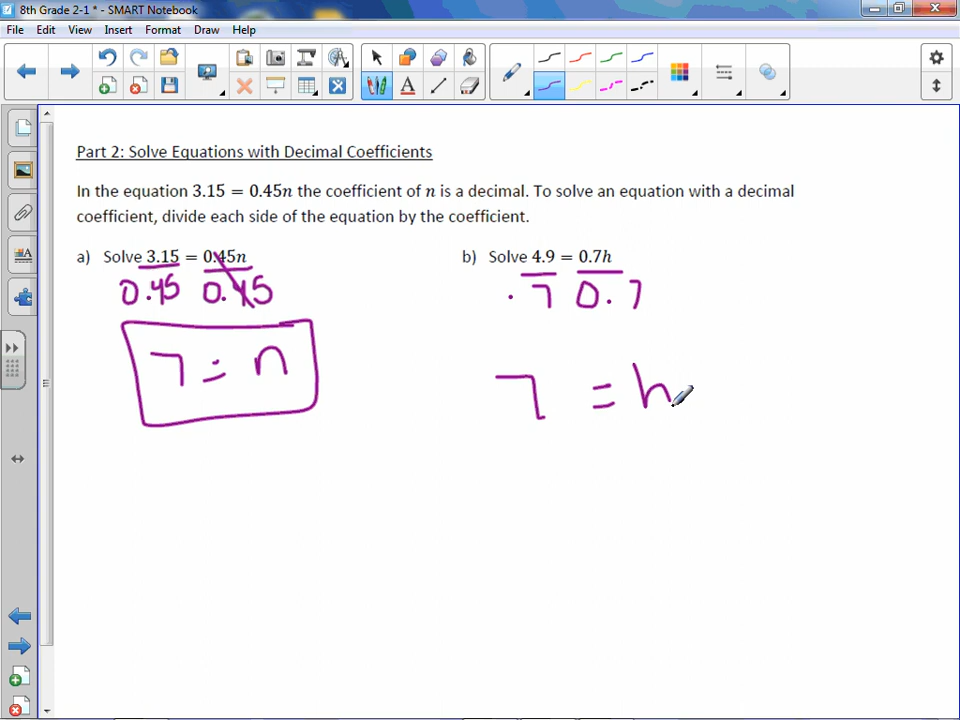 8th Grade 2-1 * - SMART Notebook
File Edit View Insert Format Draw Help
Part 2: Solve Equations with Decimal Coefficients
In the equation 3.15 = 0.45n the coefficient of n is a decimal. To solve an equation with a decimal
coefficient, divide each side of the equation by the coefficient.
a) Solve 3.15 = 0.45n
0.45 0.45
7 = n
b) Solve 4.9 = 0.7h
.7 0.7
7 = h